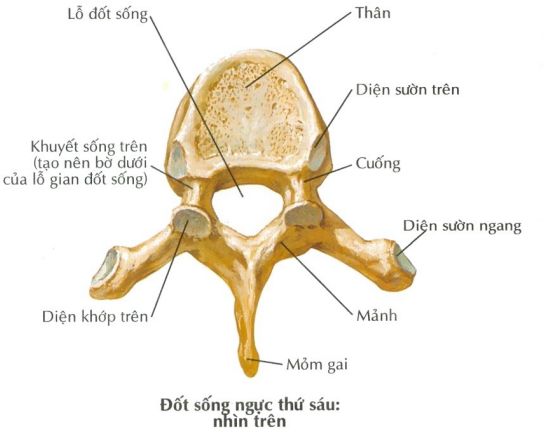 Lỗ đốt sống
Thân
Diện sườn trên
Khuyết sống trên
(tạo nên bờ dưới
của lỗ gian đốt sống)
Cuống
Diện sườn ngang
Diện khớp trên
Mảnh
Mỏm gai
Đốt sống ngực thứ sáu:
nhìn trên